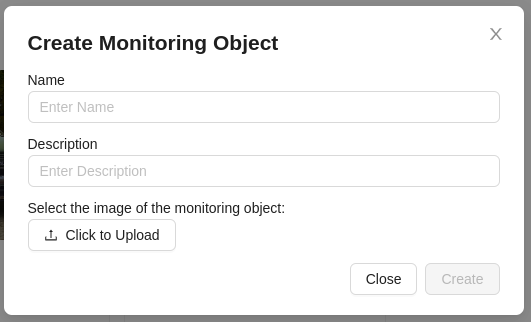 Create Monitoring Object
Name
Enter Name
Description
Enter Description
Select the image of the monitoring object:
Click to Upload
Close
Create